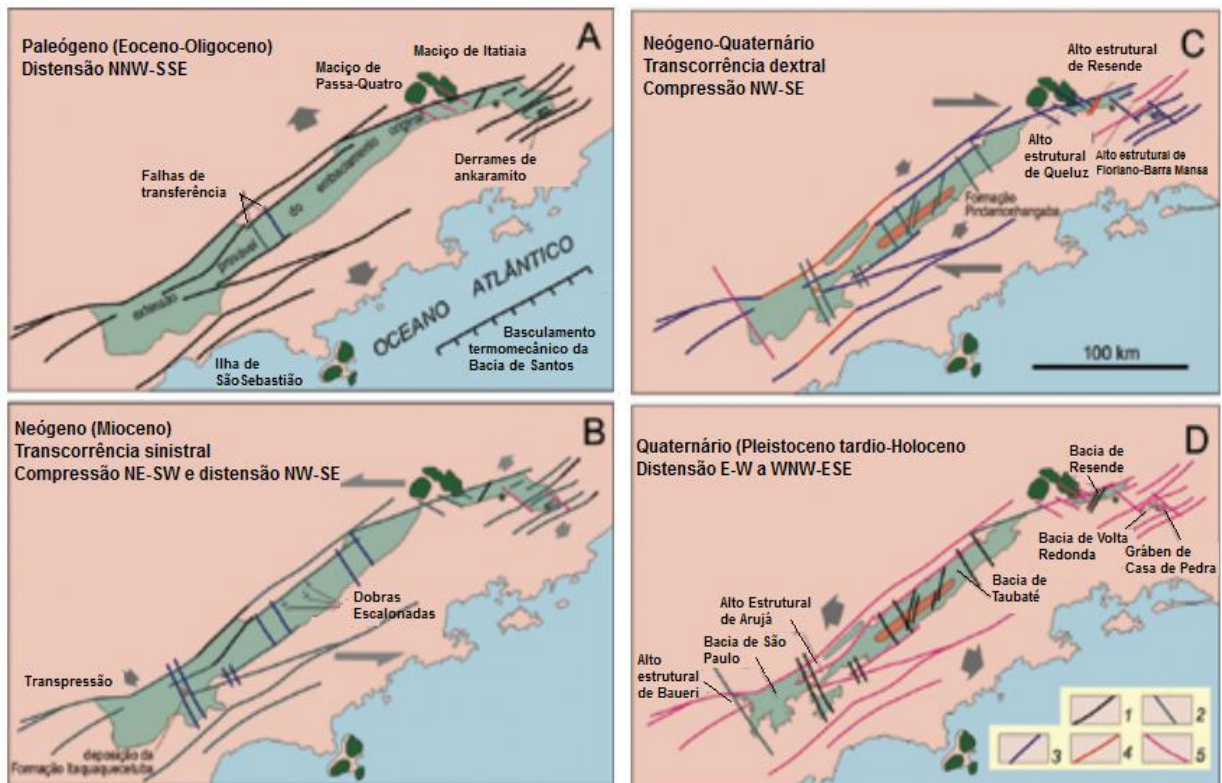 A
Paleógeno (Eoceno-Oligoceno)
Distensão NNW-SSE
Maciço de Itatiaia
Maciço de
Passa-Quatro
Derrames de
ankaramito
Falhas de
transferência
distensão provável do embaciamento original
OCEANO ATLÂNTICO
Basculamento
termomecânico da
Bacia de Santos
Ilha de
São Sebastião
B
Neógeno (Mioceno)
Transcorrência sinistral
Compressão NE-SW e distensão NW-SE
Dobras
Escalonadas
Transpressão
deposição da
Formação Itaquaquecetuba
C
Neógeno-Quaternário
Transcorrência dextral
Compressão NW-SE
Alto estrutural
de Resende
Alto
estrutural
de Queluz
Alto estrutural de
Floriano-Barra Mansa
Formação
Pindamonhangaba
100 km
D
Quaternário (Pleistoceno tardio-Holoceno
Distensão E-W a WNW-ESE
Bacia de
Resende
Bacia de Volta
Redonda
Gráben de
Casa de Pedra
Bacia de
Taubaté
Alto Estrutural
de Arujá
Bacia de São
Paulo
Alto
estrutural
de Baueri
1
2
3
4
5